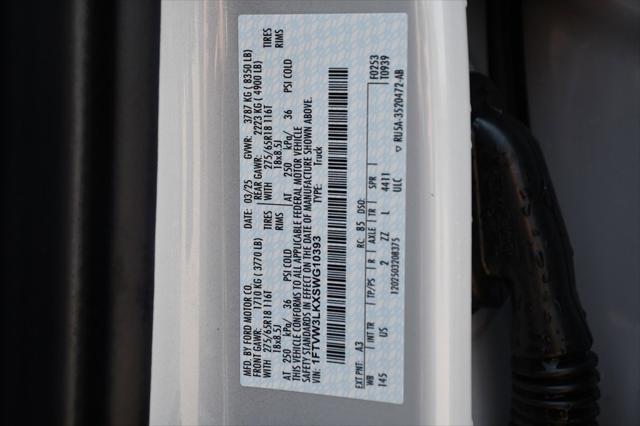 MFD. BY FORD MOTOR CO.
DATE: 03/25 GVWR: 3787 KG ( 8350 LB)
FRONT GAWR: 1710 KG ( 3770 LB)
REAR GAWR: 2223 KG ( 4900 LB)
WITH 275/65R18 116T TIRES
WITH 275/65R18 116T TIRES
18x8.5J RIMS
18x8.5J RIMS
AT 250 kPa/ 36 PSI COLD
AT 250 kPa/ 36 PSI COLD
THIS VEHICLE CONFORMS TO ALL APPLICABLE FEDERAL MOTOR VEHICLE
SAFETY STANDARDS IN EFFECT ON THE DATE OF MANUFACTURE SHOWN ABOVE.
VIN: 1FTVW3LKXSWG10393
TYPE: Truck
EXT PNT: A3 RC: 85 DSO: F0253
WB INT TR TP/PS R AXLE TR SPR T0939
145 US 2 ZZ L 4411
ULC
1202503208375 RU5A-3520472-AB